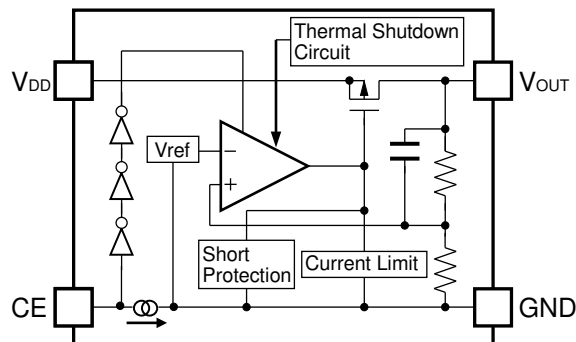 Thermal Shutdown
Circuit
VDD
VOUT
Vref
−
+
Short
Protection
Current Limit
CE
GND